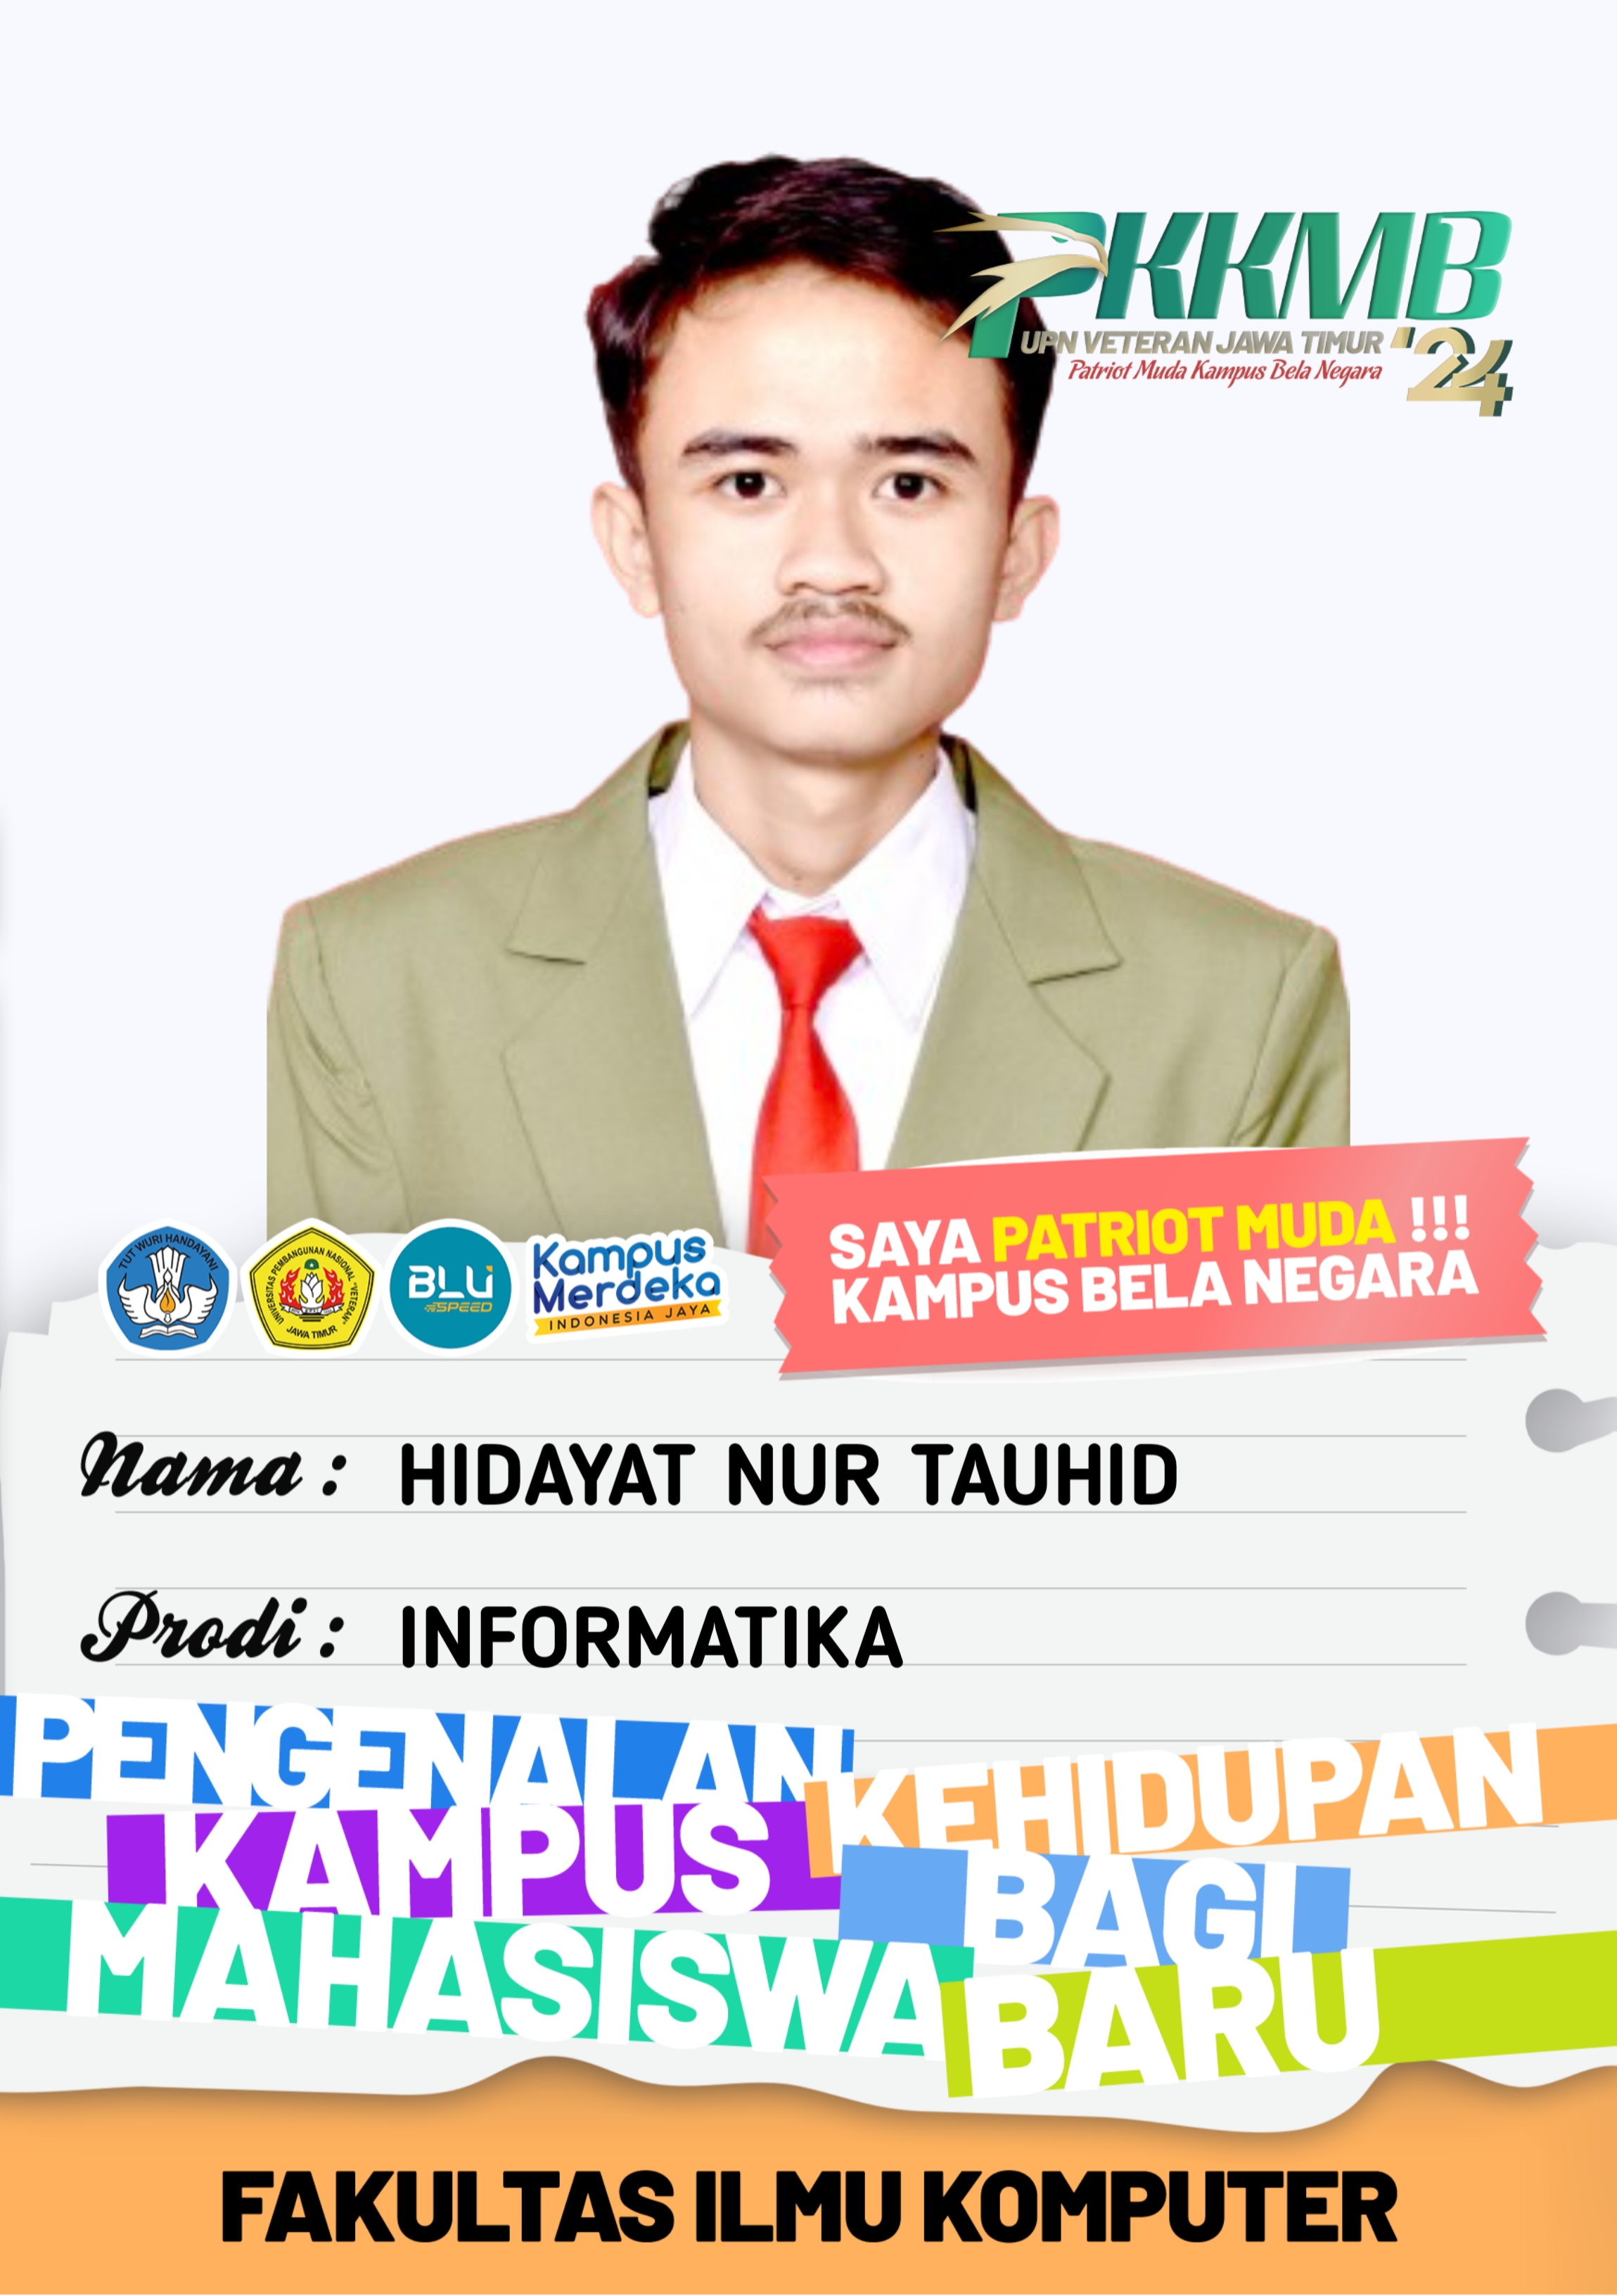 PKKMB
UPN VETERAN JAWA TIMUR '24
Patriot Muda Kampus Bela Negara
SAYA PATRIOT MUDA !!!
KAMPUS BELA NEGARA
TUT WURI HANDAYANI
UNIVERSITAS PEMBANGUNAN NASIONAL "VETERAN"
JAWA TIMUR
BLU
SPEED
Kampus
Merdeka
INDONESIA JAYA
Nama : HIDAYAT NUR TAUHID
Prodi : INFORMATIKA
PENGENALAN
KEHIDUPAN
KAMPUS
BAGI
MAHASISWA
BARU
FAKULTAS ILMU KOMPUTER